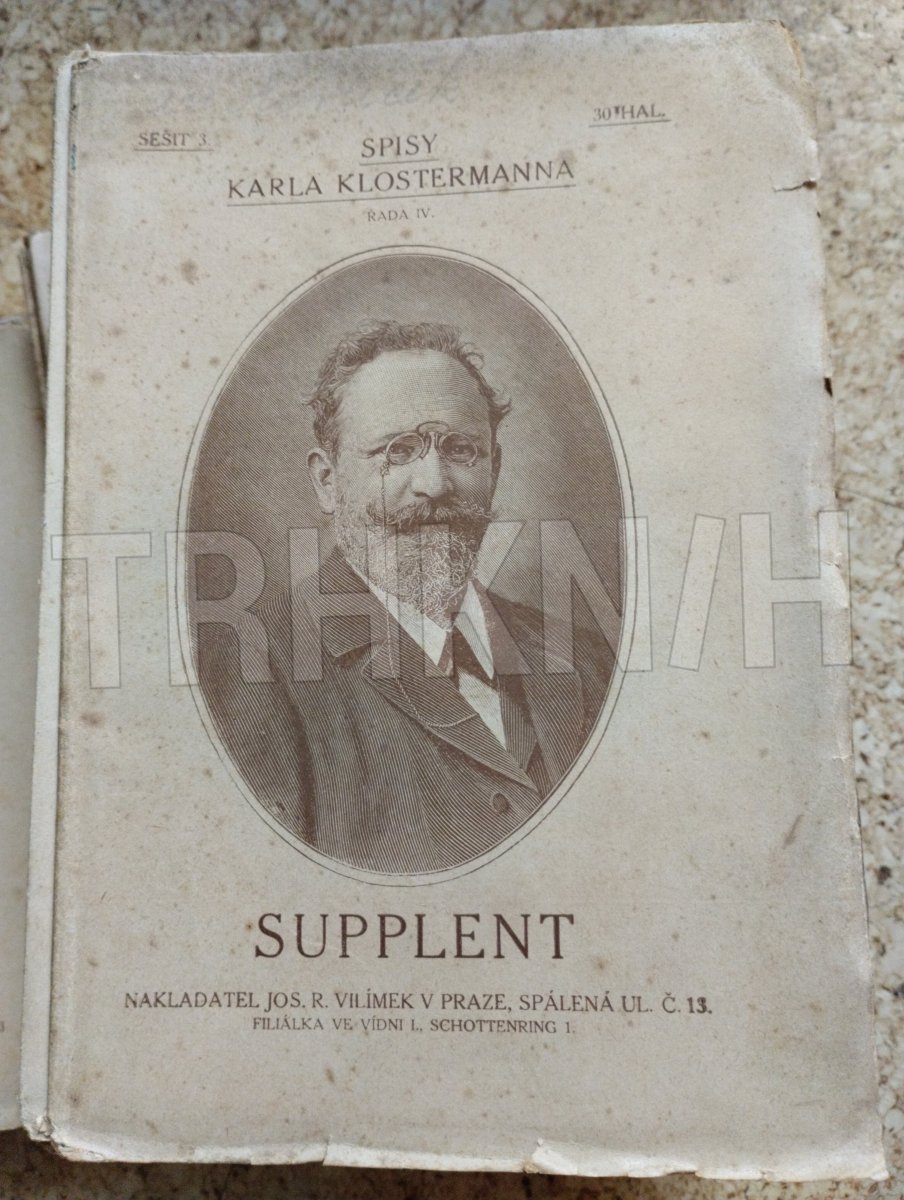 SEŠIT 3.
30 HAL.
SPISY
KARLA KLOSTERMANNA
ŘADA IV.
TRHKN/H
SUPPLENT
NAKLADATEL JOS. R. VILÍMEK V PRAZE, SPÁLENÁ UL. Č. 13.
FILIÁLKA VE VÍDNI I., SCHOTTENRING 1.